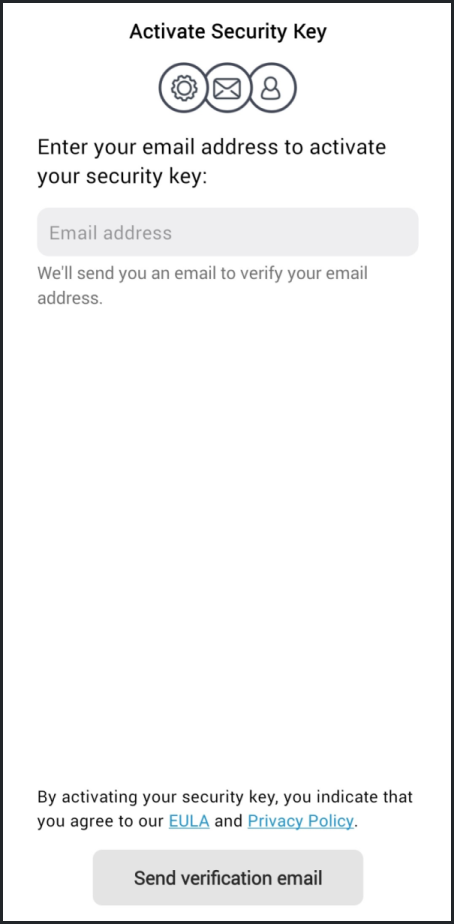 Activate Security Key
Enter your email address to activate
your security key:
Email address
We'll send you an email to verify your email
address.
By activating your security key, you indicate that
you agree to our EULA and Privacy Policy.
Send verification email